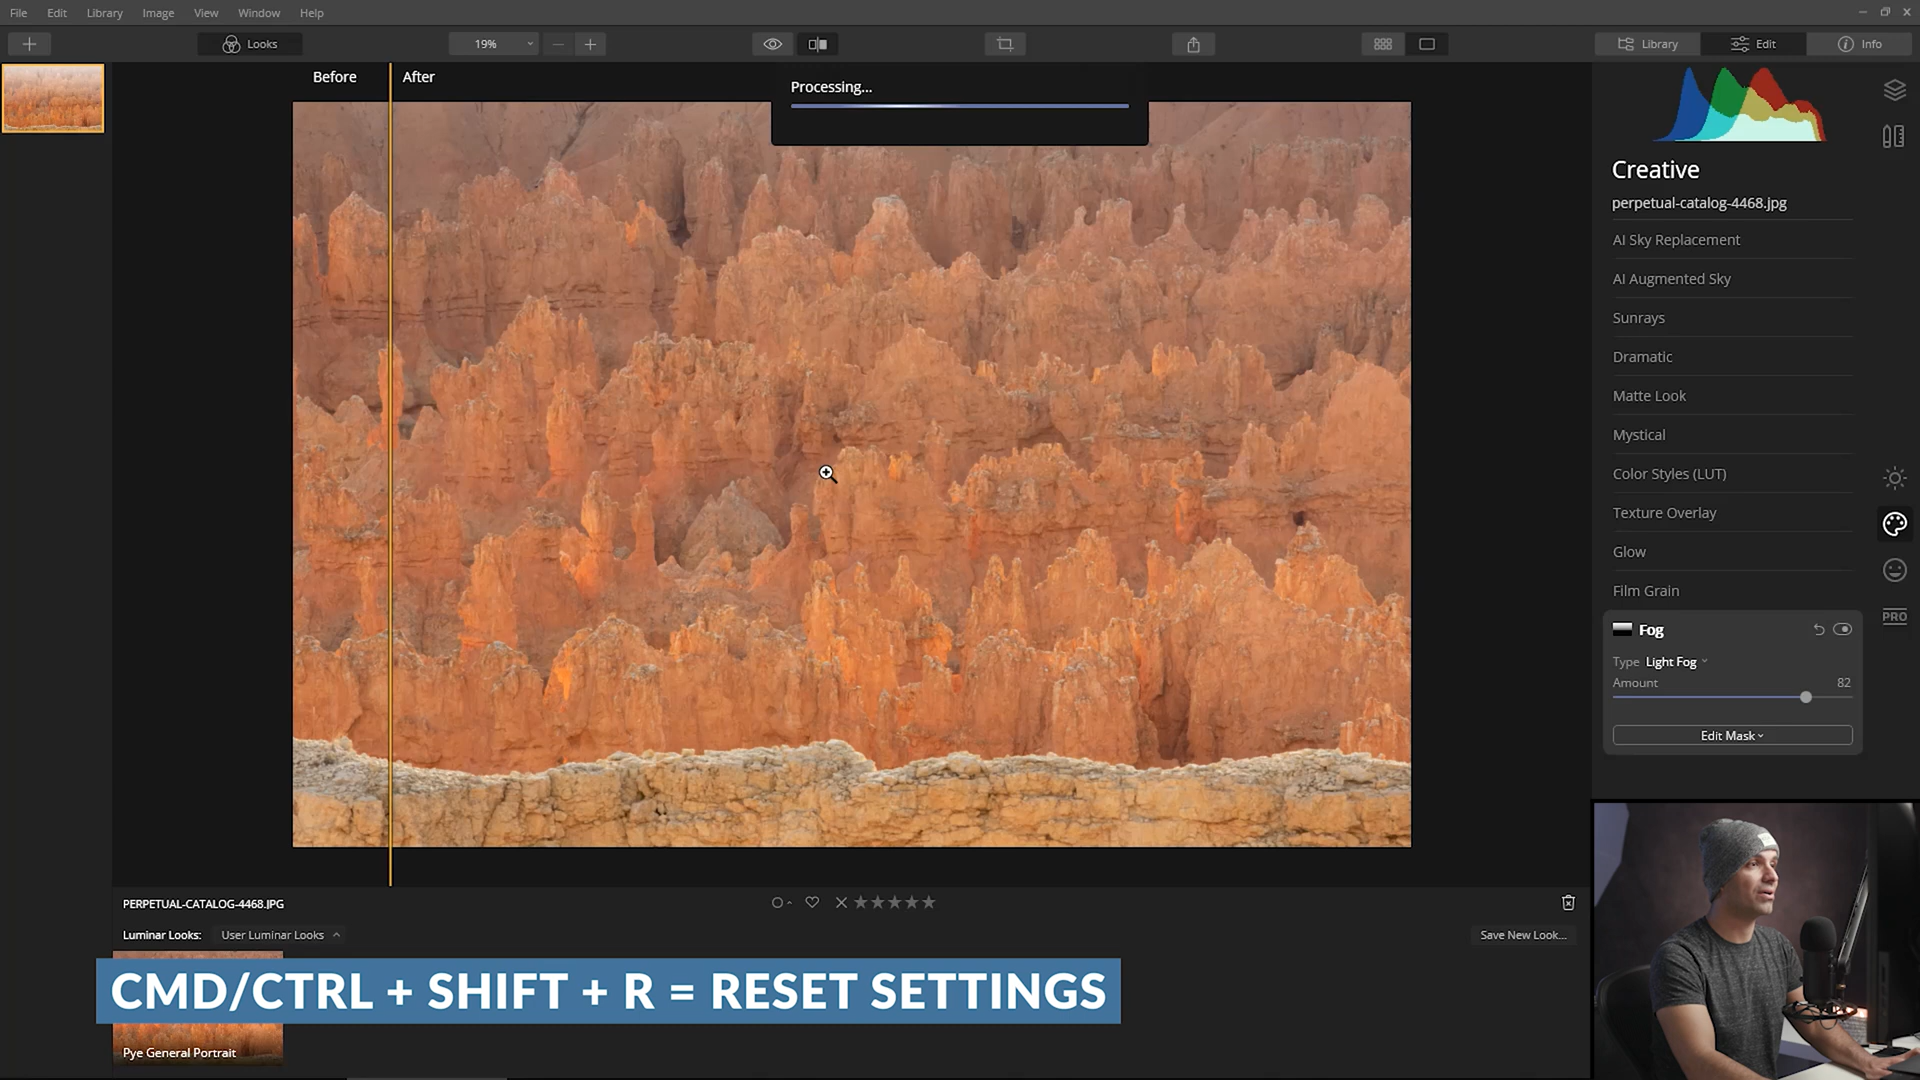 File Edit Library Image View Window Help
Looks 19% Library Edit Info
Before After
Processing...
Creative
perpetual-catalog-4468.jpg
AI Sky Replacement
AI Augmented Sky
Sunrays
Dramatic
Matte Look
Mystical
Color Styles (LUT)
Texture Overlay
Glow
Film Grain
Fog
Type Light Fog
Amount 82
Edit Mask
PRO
PERPETUAL-CATALOG-4468.JPG
Luminar Looks: User Luminar Looks Save New Look...
CMD/CTRL + SHIFT + R = RESET SETTINGS
Pye General Portrait